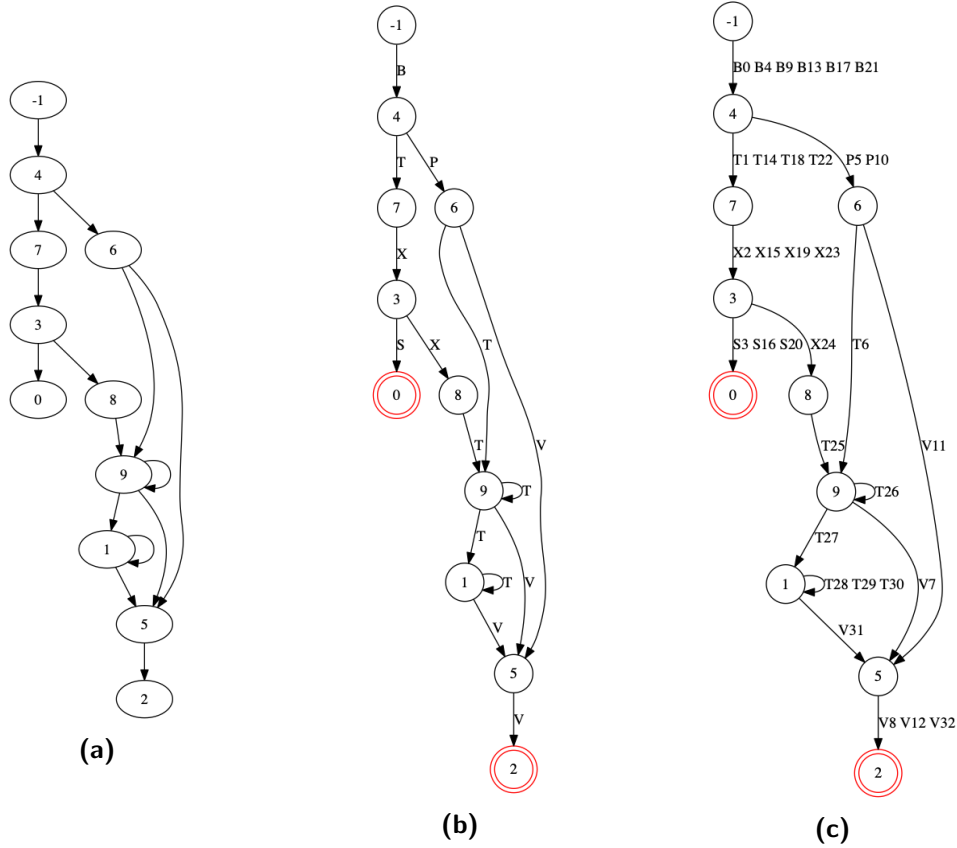 -1
4
7
6
3
0
8
9
1
5
2
(a)
-1
B
4
T
P
7
6
X
3
S
X
T
V
0
8
T
9
T
T
V
1
T
V
5
V
2
(b)
-1
B0 B4 B9 B13 B17 B21
4
T1 T14 T18 T22
P5 P10
7
6
X2 X15 X19 X23
3
S3 S16 S20
X24
T6
0
8
V11
T25
9
T26
T27
1
T28 T29 T30
V7
V31
5
V8 V12 V32
2
(c)